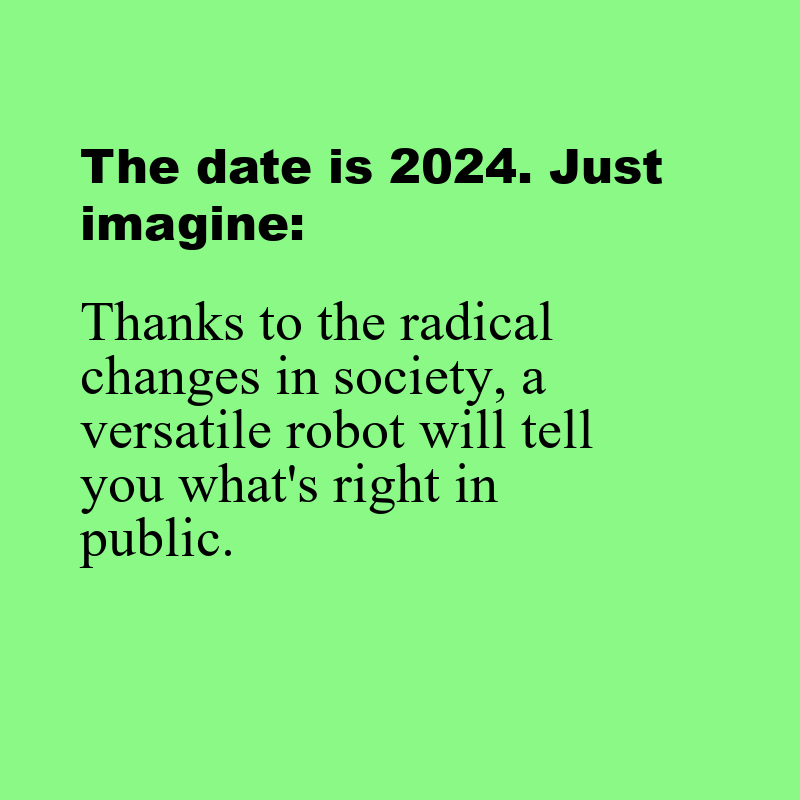 The date is 2024. Just
imagine:
Thanks to the radical
changes in society, a
versatile robot will tell
you what's right in
public.